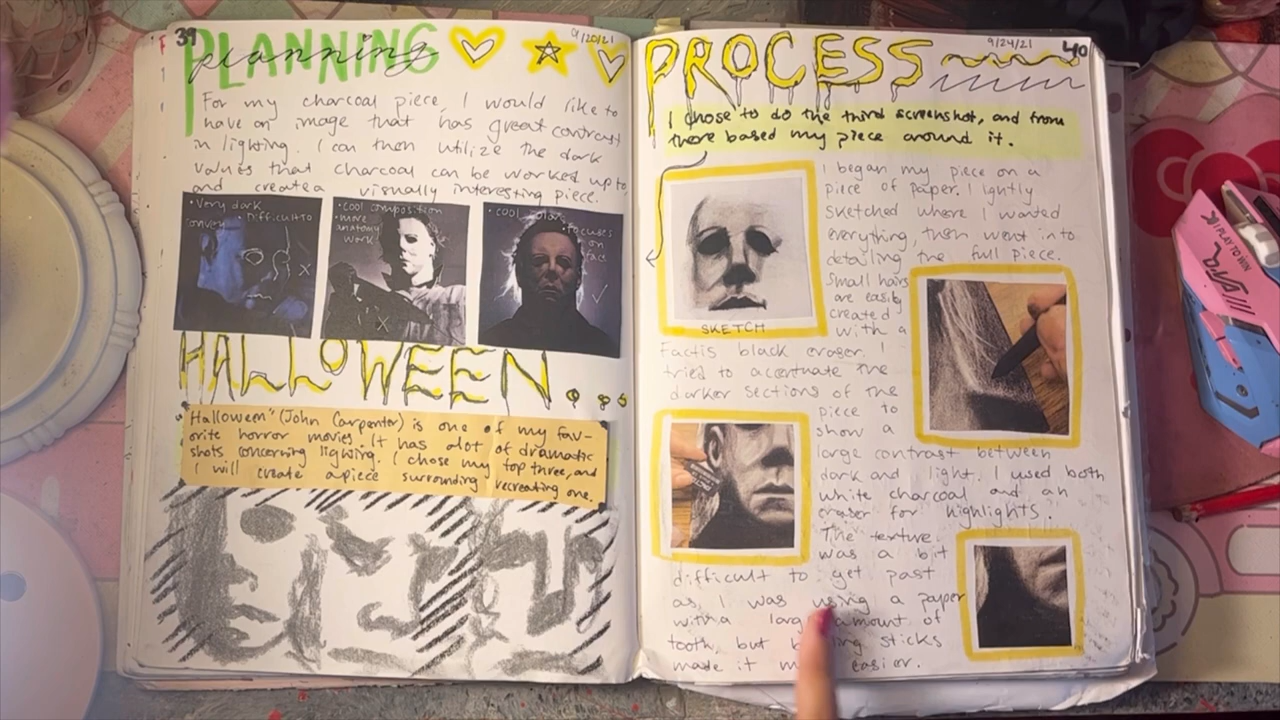 39
PLANNING
planning
9/20/21
For my charcoal piece, I would like to
have an image that has great contrast
in lighting. I can then utilize the dark
values that charcoal can be worked up to,
and create a visually interesting piece.
• Very dark
• Difficult to
convey
X
• Cool composition
• more
anatomy
work
X
• cool colors
• Focuses
on
face
✓
HALLOWEEN...
"Halloween" (John Carpenter) is one of my fav-
orite horror movies. It has alot of dramatic
shots concerning lighting. I chose my top three, and
I will create a piece surrounding recreating one.
PROCESS
9/24/21
40
I chose to do the third screenshot, and from
there based my piece around it.
I began my piece on a
piece of paper. I lightly
sketched where I wanted
everything, then went into
detailing the full piece.
SKETCH
Small hairs
are easily
created
with a
Factis black eraser. I
tried to accentuate the
darker sections of the
piece to
show a
large contrast between
dark and light. I used both
white charcoal and an
eraser for highlights.
The texture
was a bit
difficult to get past
as I was using a paper
with a large amount of
tooth, but sticks
made it easier.
I PLAY TO WIN